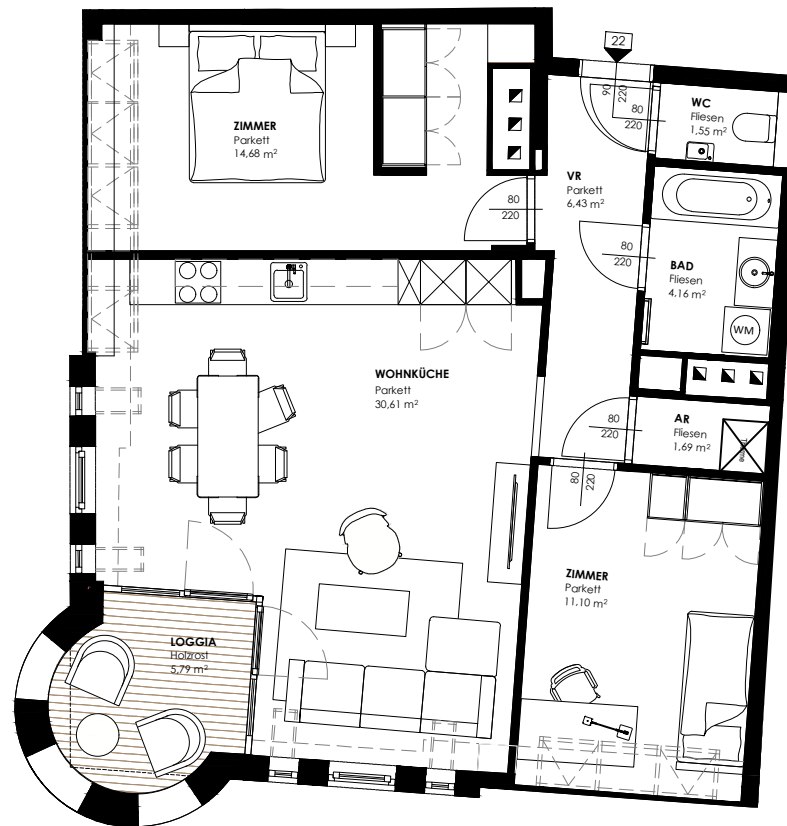 22
90
220
80
220
WC
Fliesen
1,55 m²
ZIMMER
Parkett
14,68 m²
VR
Parkett
6,43 m²
80
220
80
220
BAD
Fliesen
4,16 m²
WM
WOHNKÜCHE
Parkett
30,61 m²
80
220
AR
Fliesen
1,69 m²
80
220
ZIMMER
Parkett
11,10 m²
LOGGIA
Holzrost
5,79 m²